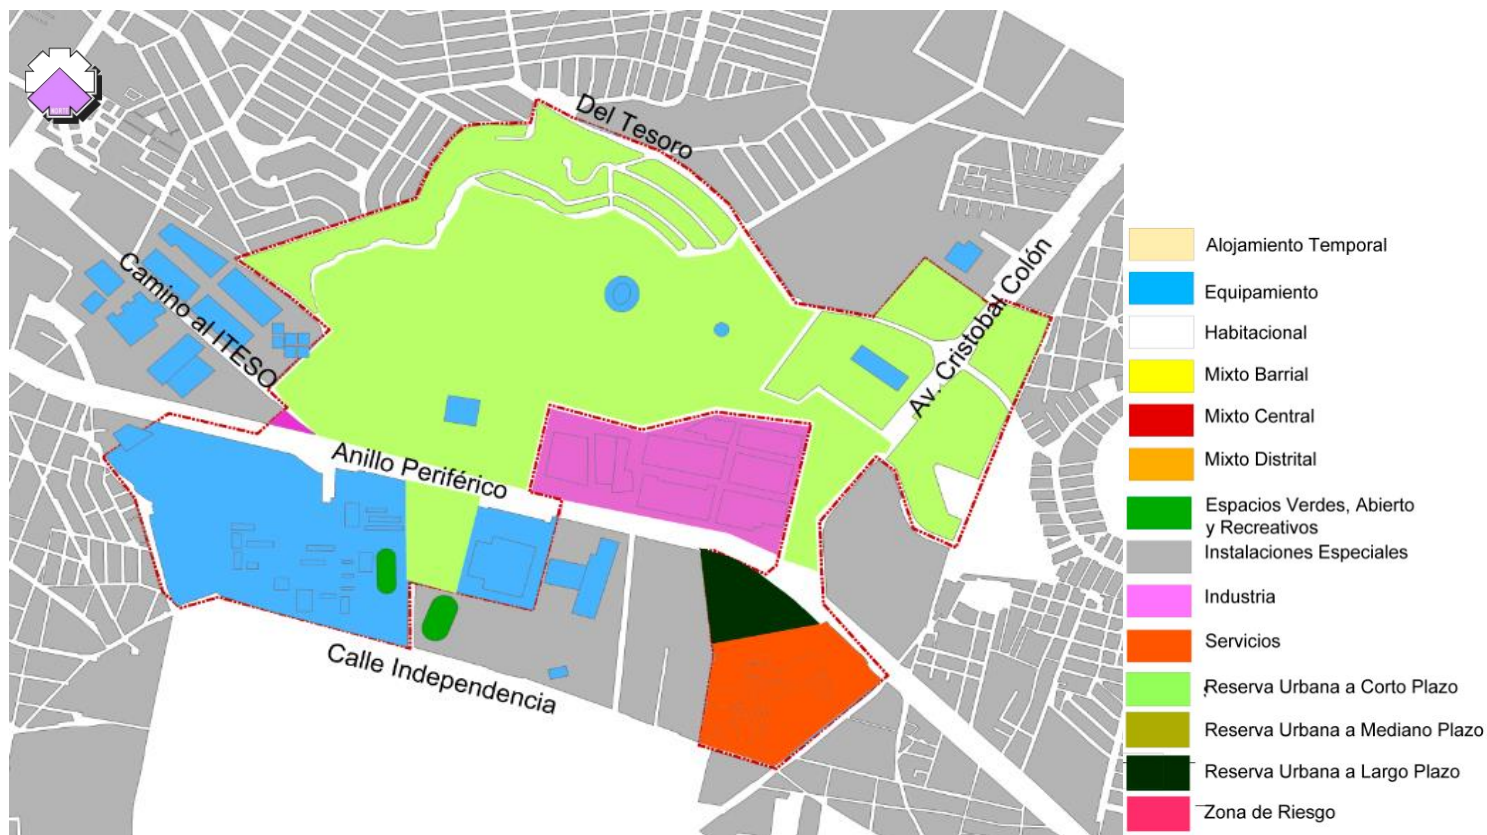 NORTE
Del Tesoro
Camino al ITESO
Av. Cristobal Colón
Anillo Periférico
Calle Independencia
Alojamiento Temporal
Equipamiento
Habitacional
Mixto Barrial
Mixto Central
Mixto Distrital
Espacios Verdes, Abierto
y Recreativos
Instalaciones Especiales
Industria
Servicios
Reserva Urbana a Corto Plazo
Reserva Urbana a Mediano Plazo
Reserva Urbana a Largo Plazo
Zona de Riesgo